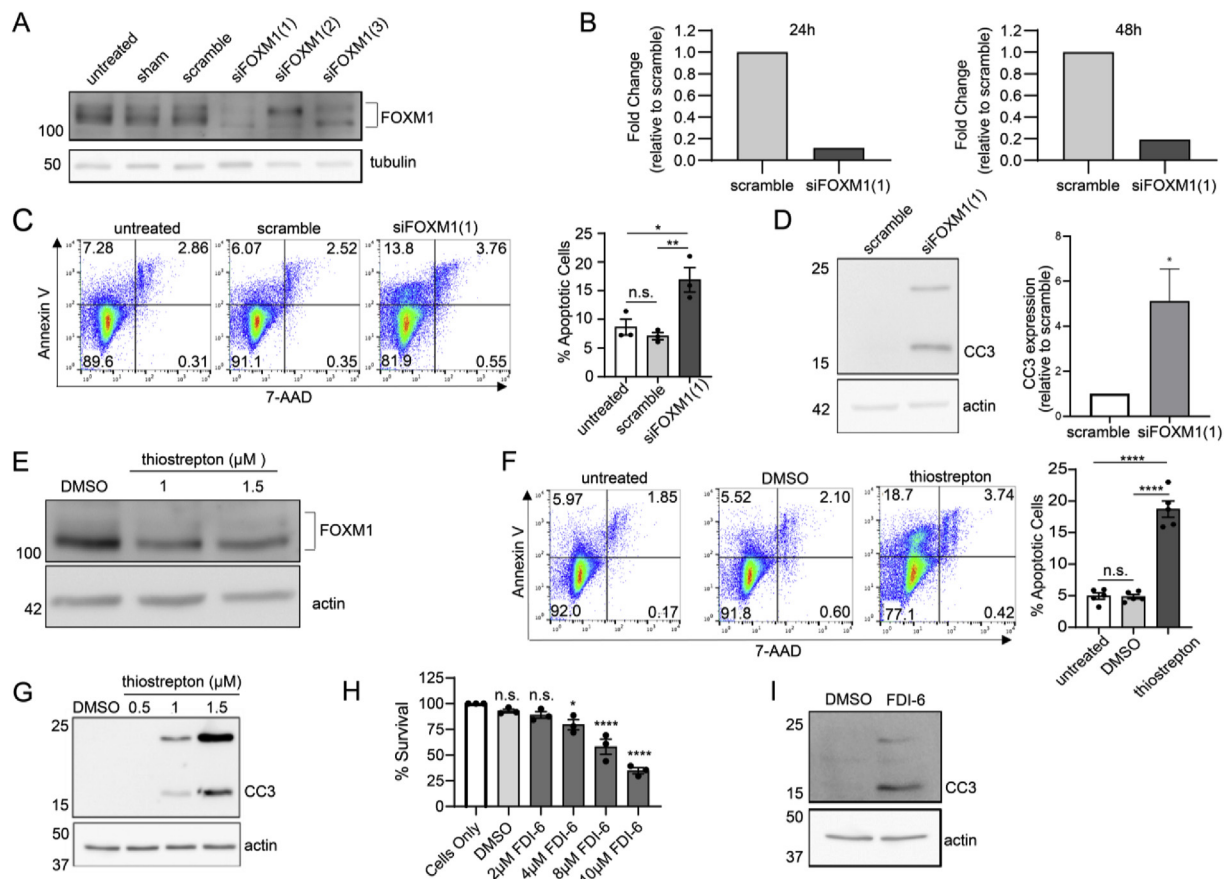 A
untreated
sham
scramble
siFOXM1(1)
siFOXM1(2)
siFOXM1(3)
100
FOXM1
50
tubulin
B
24h
Fold Change
(relative to scramble)
1.2
1.0
0.8
0.6
0.4
0.2
0.0
scramble
siFOXM1(1)
48h
Fold Change
(relative to scramble)
1.2
1.0
0.8
0.6
0.4
0.2
0.0
scramble
siFOXM1(1)
C
untreated
scramble
siFOXM1(1)
7.28
2.86
6.07
2.52
13.8
3.76
89.6
0.31
91.1
0.35
81.9
0.55
Annexin V
7-AAD
% Apoptotic Cells
25
20
15
10
5
0
*
**
n.s.
untreated
scramble
siFOXM1(1)
D
scramble
siFOXM1(1)
25
15
CC3
42
actin
CC3 expression
(relative to scramble)
8
6
4
2
0
*
scramble
siFOXM1(1)
E
thiostrepton (μM )
DMSO
1
1.5
FOXM1
100
42
actin
F
untreated
DMSO
thiostrepton
5.97
1.85
5.52
2.10
18.7
3.74
92.0
0.17
91.8
0.60
77.1
0.42
Annexin V
7-AAD
% Apoptotic Cells
25
20
15
10
5
0
****
****
n.s.
untreated
DMSO
thiostrepton
G
thiostrepton (μM)
DMSO 0.5 1 1.5
25
15
CC3
50
37
actin
H
% Survival
125
100
75
50
25
0
n.s.
n.s.
*
****
****
Cells Only
DMSO
2μM FDI-6
4μM FDI-6
8μM FDI-6
10μM FDI-6
I
DMSO FDI-6
25
15
CC3
50
37
actin